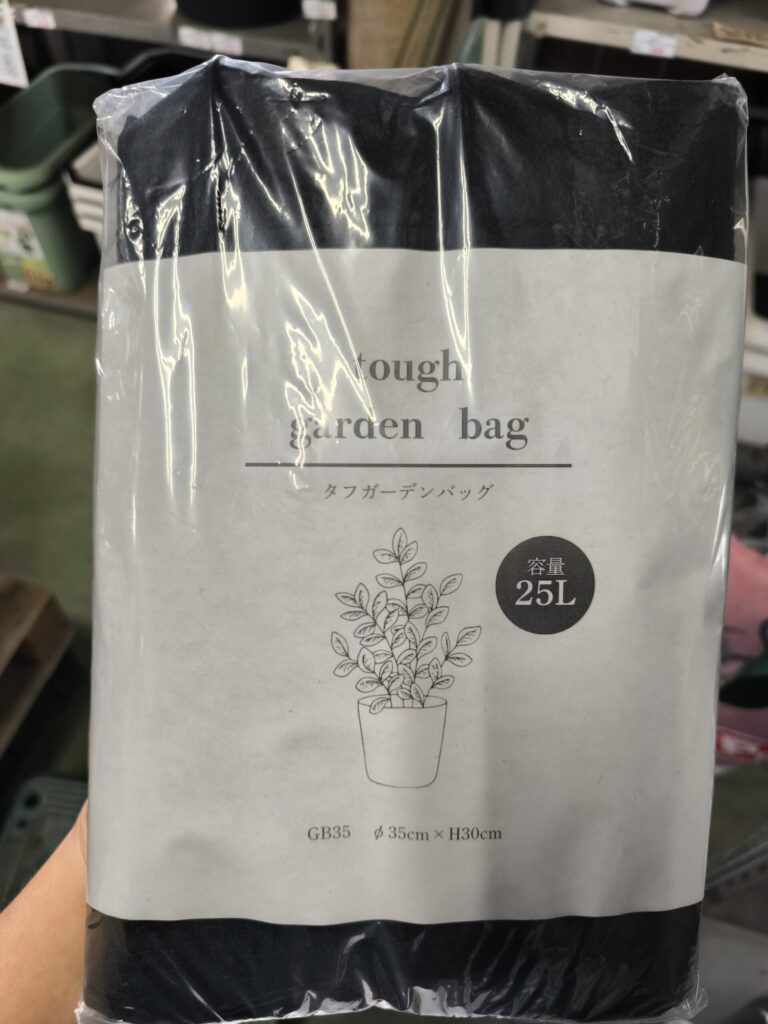 tough
garden bag
タフガーデンバッグ
容量
25L
GB35 φ35cm×H30cm